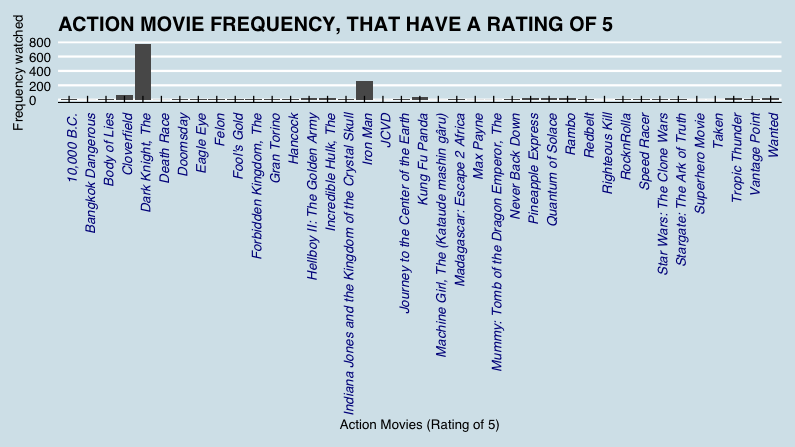 ACTION MOVIE FREQUENCY, THAT HAVE A RATING OF 5
Frequency watched
800
600
400
200
0
10,000 B.C.
Bangkok Dangerous
Body of Lies
Cloverfield
Dark Knight, The
Death Race
Doomsday
Eagle Eye
Felon
Fool's Gold
Forbidden Kingdom, The
Gran Torino
Hancock
Hellboy II: The Golden Army
Incredible Hulk, The
Indiana Jones and the Kingdom of the Crystal Skull
Iron Man
JCVD
Journey to the Center of the Earth
Kung Fu Panda
Machine Girl, The (Kataude mashin gâru)
Madagascar: Escape 2 Africa
Max Payne
Mummy: Tomb of the Dragon Emperor, The
Never Back Down
Pineapple Express
Quantum of Solace
Rambo
Redbelt
Righteous Kill
RocknRolla
Speed Racer
Star Wars: The Clone Wars
Stargate: The Ark of Truth
Superhero Movie
Taken
Tropic Thunder
Vantage Point
Wanted
Action Movies (Rating of 5)